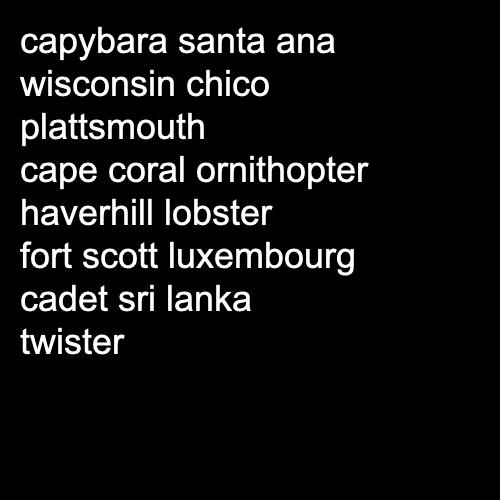 capybara santa ana
wisconsin chico
plattsmouth
cape coral ornithopter
haverhill lobster
fort scott luxembourg
cadet sri lanka
twister